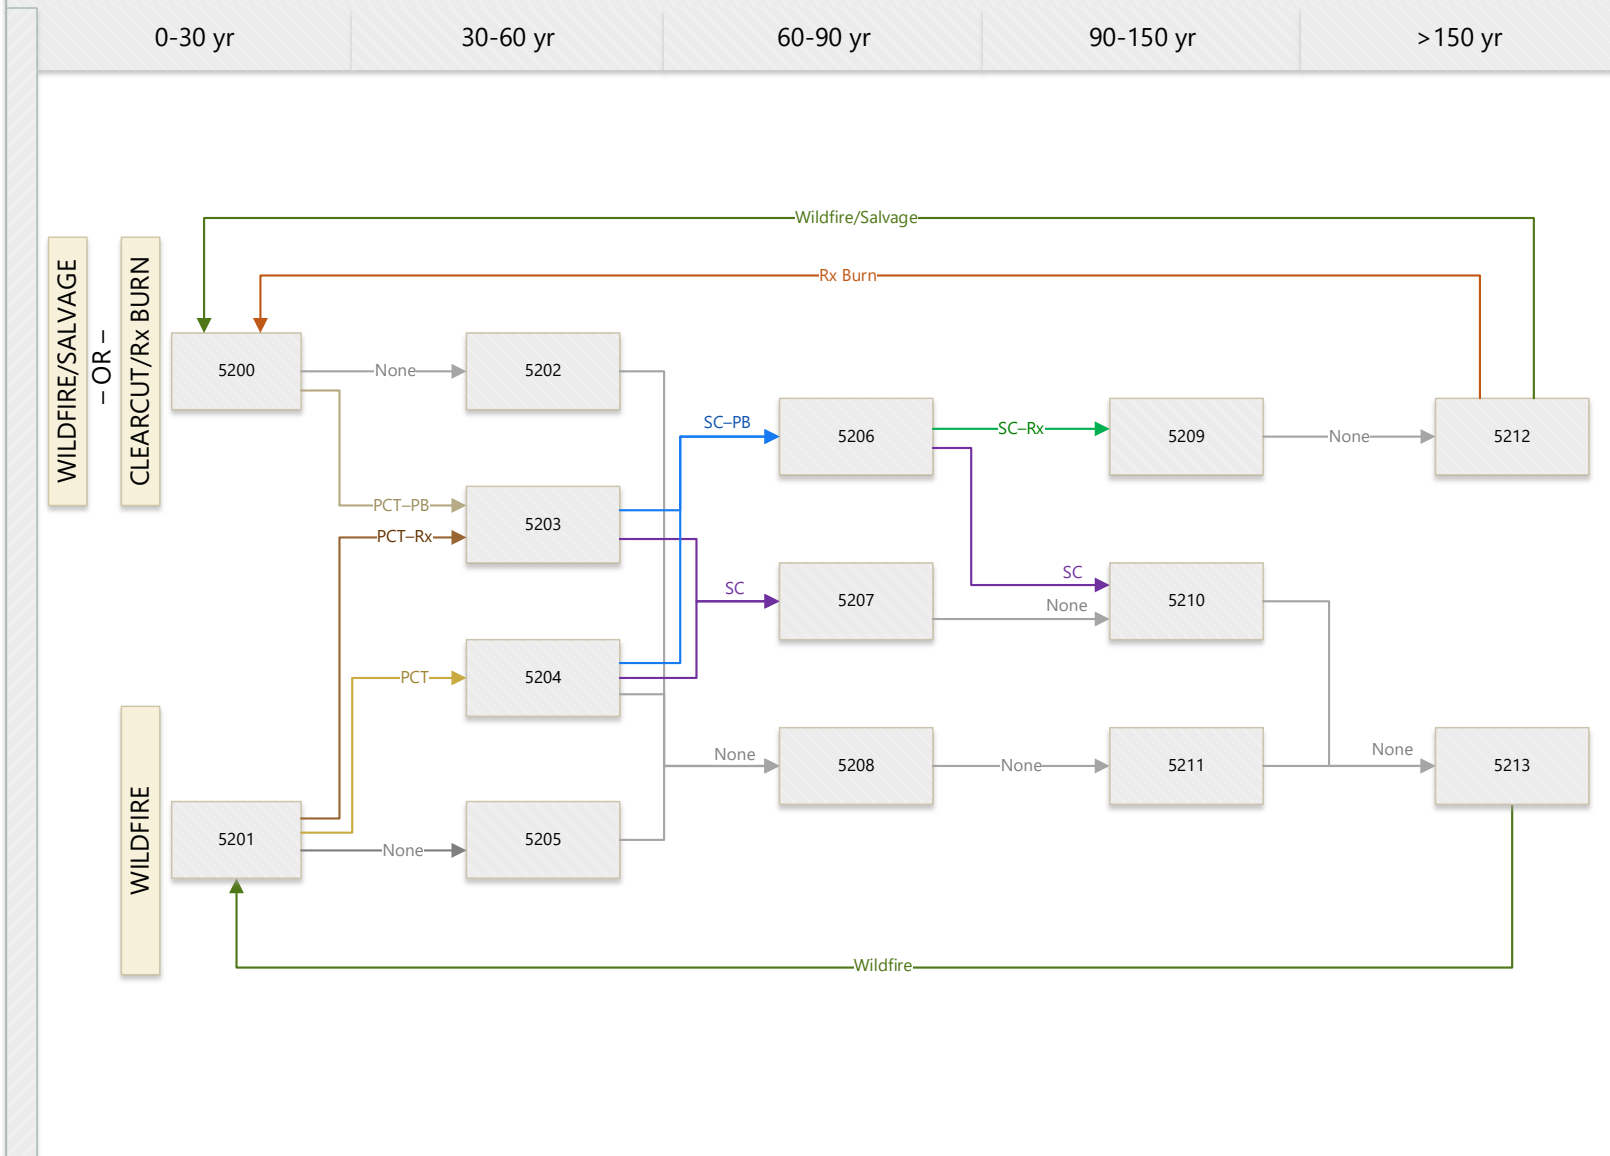 0-30 yr
30-60 yr
60-90 yr
90-150 yr
>150 yr
Wildfire/Salvage
Rx Burn
WILDFIRE/SALVAGE
– OR –
CLEARCUT/Rx BURN
5200
None
5202
PCT–PB
PCT–Rx
5203
SC–PB
5206
SC–Rx
5209
None
5212
SC
5207
SC
None
5210
PCT
5204
None
5208
None
5211
None
5213
WILDFIRE
5201
None
5205
Wildfire